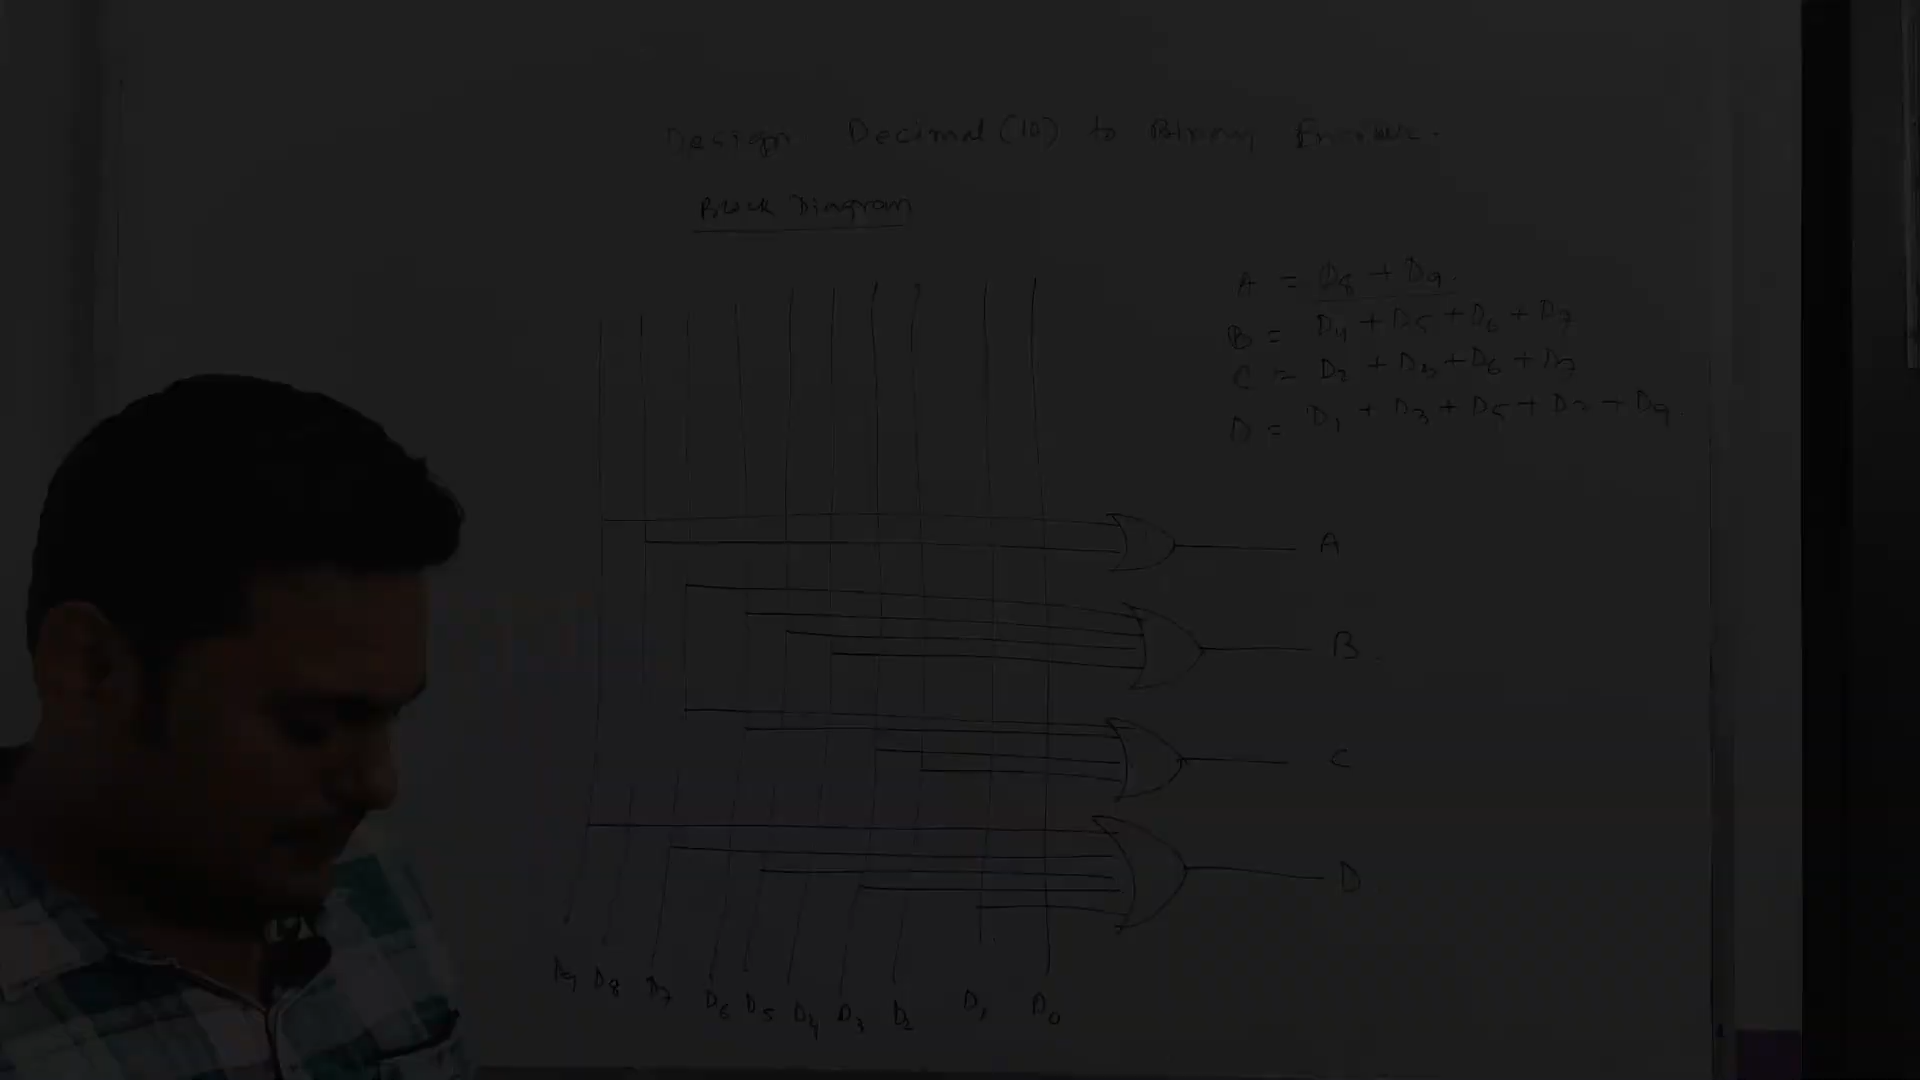 Design Decimal (10) to Binary Encoder.
Block Diagram
A = D8 + D9.
B = D4 + D5 + D6 + D7
C = D2 + D3 + D6 + D7
D = D1 + D3 + D5 + D7 + D9.
A
B
C
D
D9 D8 D7 D6 D5 D4 D3 D2 D1 D0